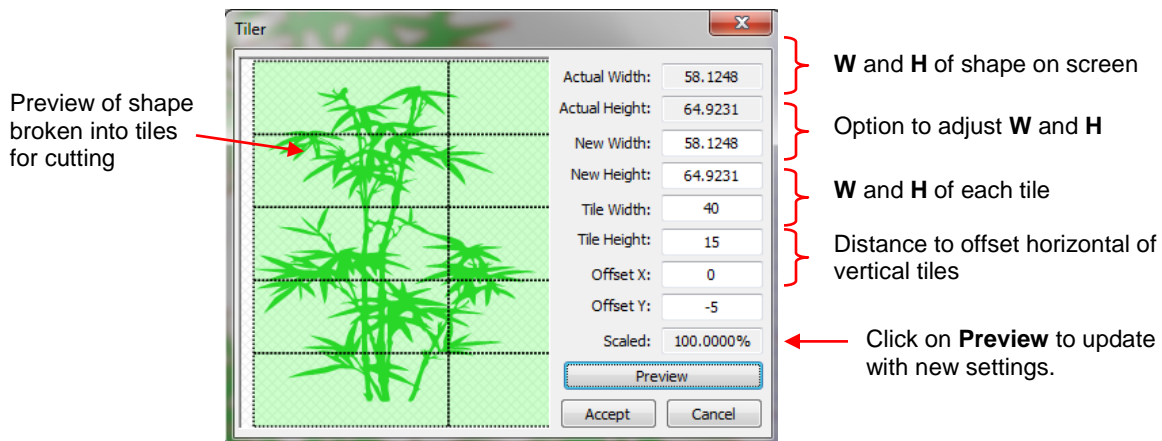 Tiler
Preview of shape
broken into tiles
for cutting
Actual Width: 58.1248
Actual Height: 64.9231
New Width: 58.1248
New Height: 64.9231
Tile Width: 40
Tile Height: 15
Offset X: 0
Offset Y: -5
Scaled: 100.0000%
Preview
Accept Cancel
W and H of shape on screen
Option to adjust W and H
W and H of each tile
Distance to offset horizontal of
vertical tiles
Click on Preview to update
with new settings.